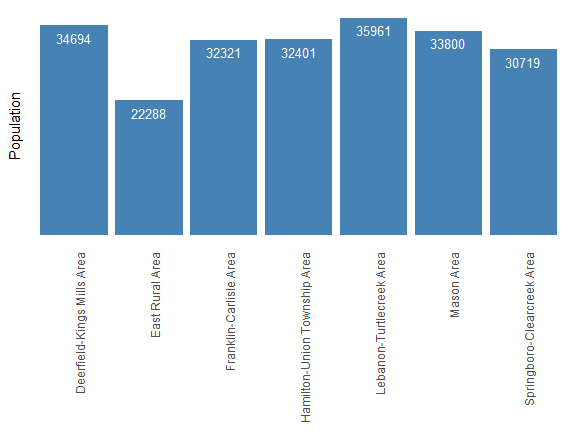 Population
34694
22288
32321
32401
35961
33800
30719
Deerfield-Kings Mills Area
East Rural Area
Franklin-Carlisle Area
Hamilton-Union Township Area
Lebanon-Turtlecreek Area
Mason Area
Springboro-Clearcreek Area